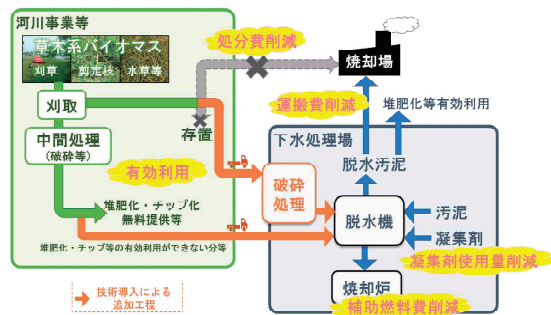 河川事業等
草木系バイオマス
刈草 剪定枝 水草等
刈取
中間処理
(破砕等)
有効利用
堆肥化・チップ化
無料提供等
堆肥化・チップ等の有効利用ができない分等
処分費削減
存置
焼却場
運搬費削減
堆肥化等有効利用
下水処理場
脱水汚泥
破砕
処理
脱水機
汚泥
凝集剤
凝集剤使用量削減
焼却炉
補助燃料費削減
技術導入による
追加工程